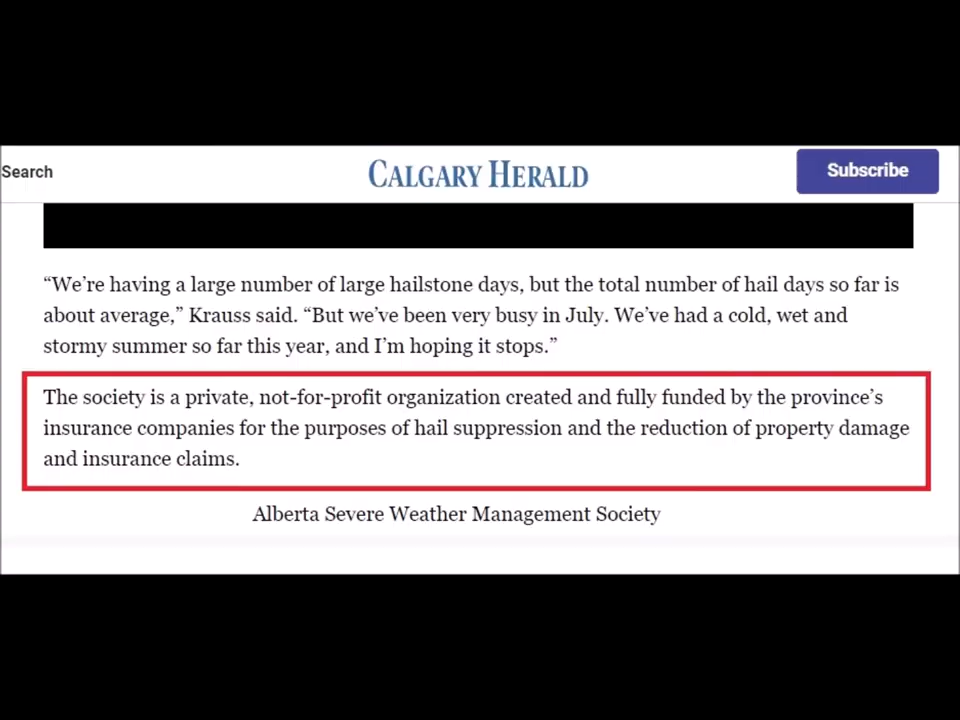 Search
CALGARY HERALD
Subscribe
“We’re having a large number of large hailstone days, but the total number of hail days so far is
about average,” Krauss said. “But we’ve been very busy in July. We’ve had a cold, wet and
stormy summer so far this year, and I’m hoping it stops.”
The society is a private, not-for-profit organization created and fully funded by the province’s
insurance companies for the purposes of hail suppression and the reduction of property damage
and insurance claims.
Alberta Severe Weather Management Society